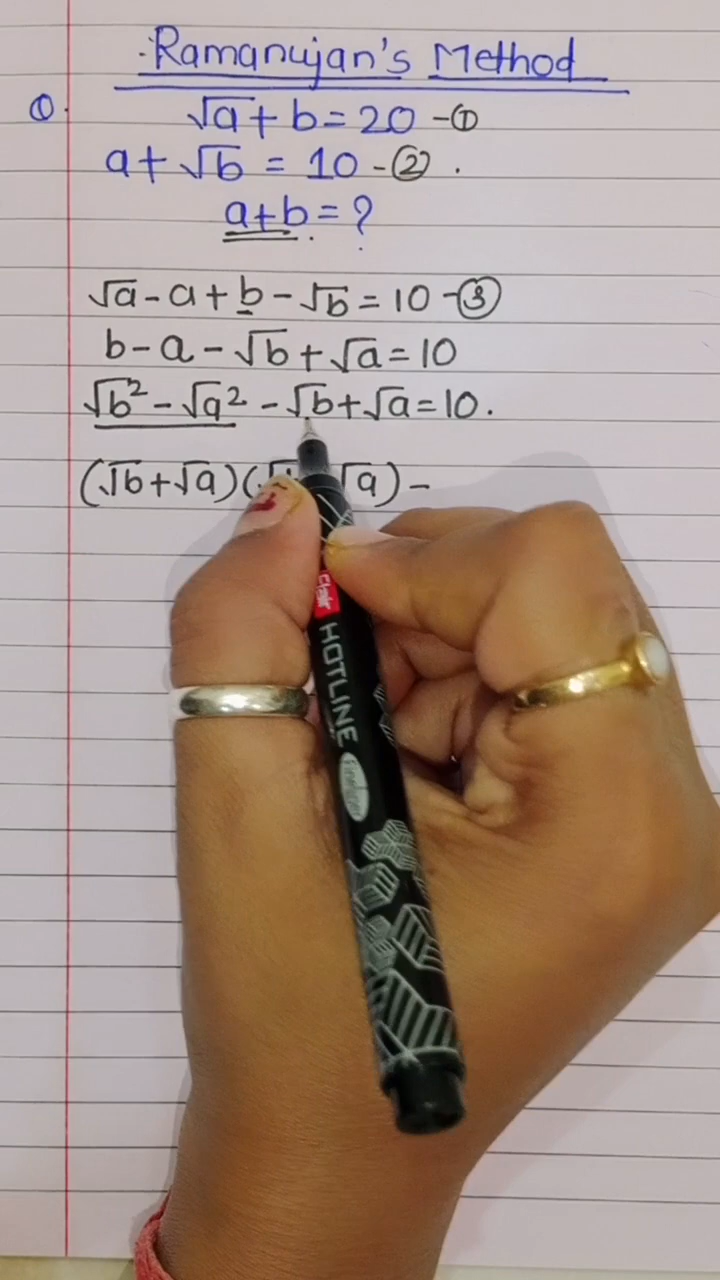 Ramanujan's Method
①. √a + b = 20 - ①
a + √b = 10 - ② .
a+b = ?
√a - a + b - √b = 10 - ③
b - a - √b + √a = 10
√b² - √a² - √b + √a = 10.
(√b + √a)( √a) -
HOTLINE